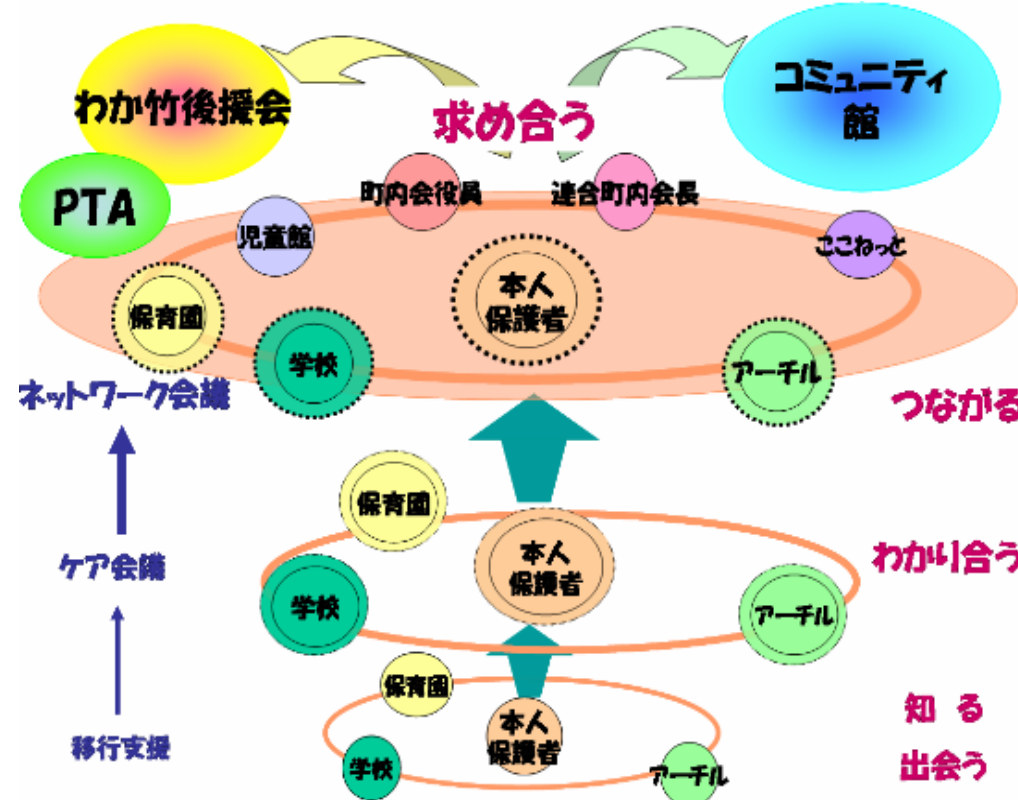 わか竹後援会
コミュニティ
館
求め合う
PTA
町内会役員
連合町内会長
児童館
ここねっと
本人
保護者
保育園
学校
アーチル
ネットワーク会議
つながる
保育園
本人
保護者
ケア会議
わかり合う
学校
アーチル
保育園
本人
保護者
知る
移行支援
学校
アーチル
出会う